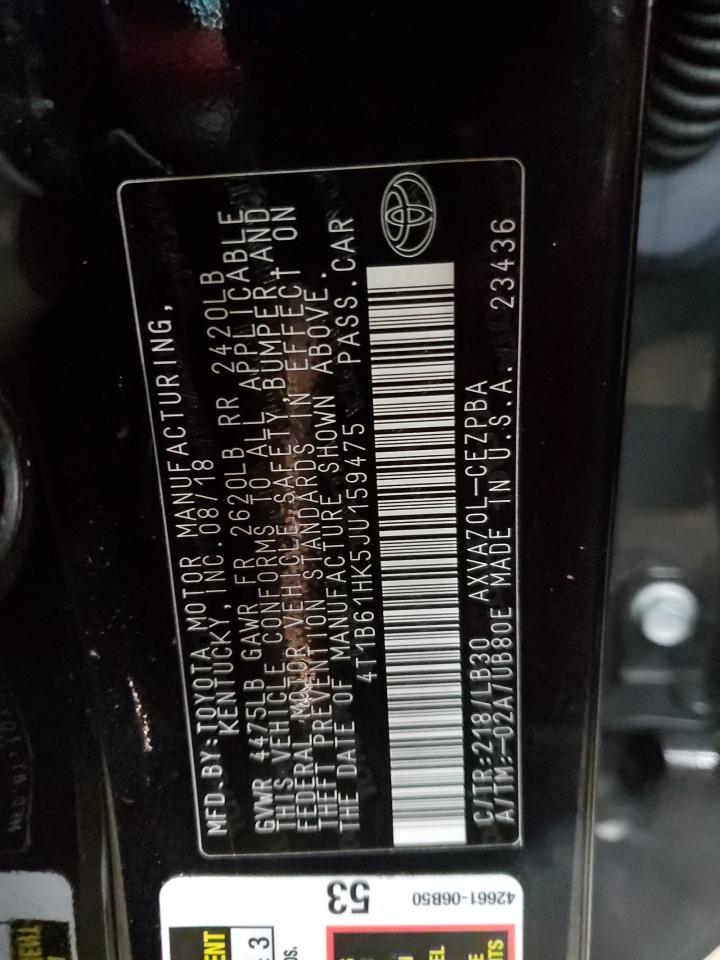 MFD.BY:TOYOTA MOTOR MANUFACTURING,
KENTUCKY, INC. 08/18
GVWR 4475LB GAWR FR 2620LB RR 2420LB
THIS VEHICLE CONFORMS TO ALL APPLICABLE
FEDERAL MOTOR VEHICLE SAFETY, BUMPER, AND
THEFT PREVENTION STANDARDS IN EFFECT ON
THE DATE OF MANUFACTURE SHOWN ABOVE.
4T1B61HK5JU159475 PASS.CAR
C/TR:218/LB30 AXVA70L-CEZPBA
A/TM:-02A/UB80E MADE IN U.S.A. 23436
53
42661-06B50